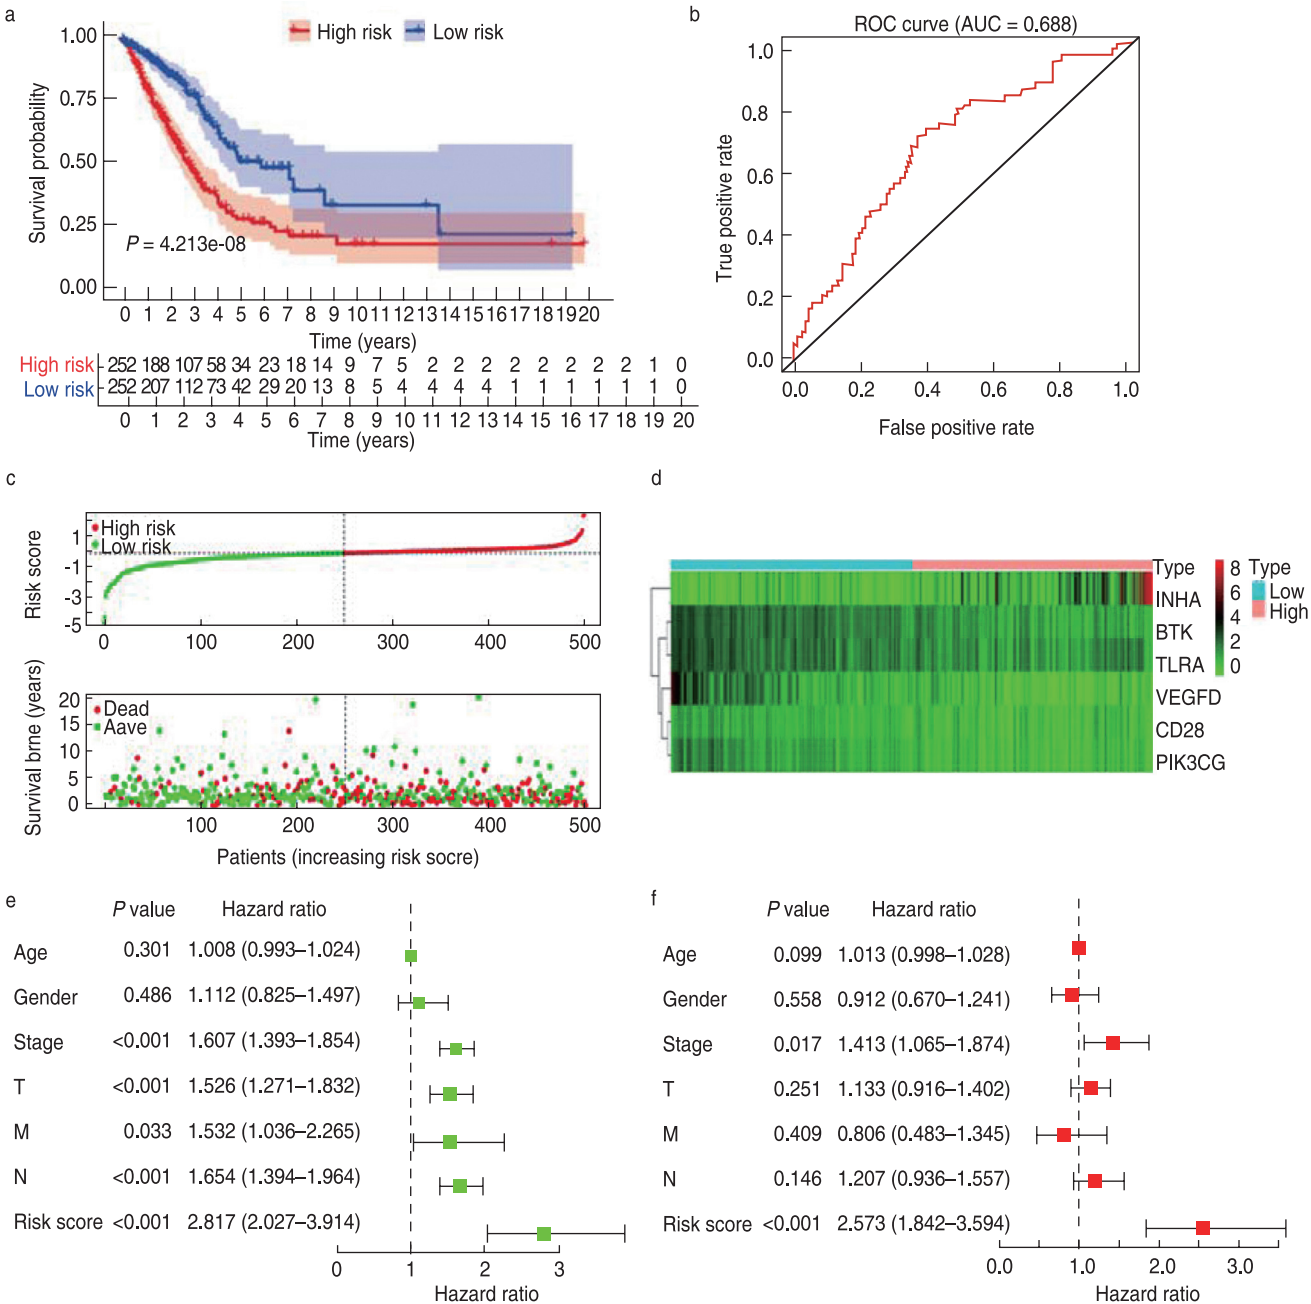 a
High risk Low risk
1.00
0.75
0.50
0.25
0.00
Survival probability
P = 4.213e-08
0 1 2 3 4 5 6 7 8 9 10 11 12 13 14 15 16 17 18 19 20
Time (years)
High risk 252 188 107 58 34 23 18 14 9 7 5 2 2 2 2 2 2 2 2 1 0
Low risk 252 207 112 73 42 29 20 13 8 5 4 4 4 4 1 1 1 1 1 1 0
0 1 2 3 4 5 6 7 8 9 10 11 12 13 14 15 16 17 18 19 20
Time (years)
b
ROC curve (AUC = 0.688)
1.0
0.8
0.6
0.4
0.2
0.0
True positive rate
0.0 0.2 0.4 0.6 0.8 1.0
False positive rate
c
High risk
Low risk
1
-1
-3
-5
Risk score
0 100 200 300 400 500
Dead
Aave
20
15
10
5
0
Survival brne (years)
100 200 300 400 500
Patients (increasing risk socre)
d
Type
INHA
BTK
TLRA
VEGFD
CD28
PIK3CG
8
6
4
2
0
Type
Low
High
e
P value Hazard ratio
Age 0.301 1.008 (0.993–1.024)
Gender 0.486 1.112 (0.825–1.497)
Stage <0.001 1.607 (1.393–1.854)
T <0.001 1.526 (1.271–1.832)
M 0.033 1.532 (1.036–2.265)
N <0.001 1.654 (1.394–1.964)
Risk score <0.001 2.817 (2.027–3.914)
0 1 2 3
Hazard ratio
f
P value Hazard ratio
Age 0.099 1.013 (0.998–1.028)
Gender 0.558 0.912 (0.670–1.241)
Stage 0.017 1.413 (1.065–1.874)
T 0.251 1.133 (0.916–1.402)
M 0.409 0.806 (0.483–1.345)
N 0.146 1.207 (0.936–1.557)
Risk score <0.001 2.573 (1.842–3.594)
0.0 1.0 2.0 3.0
Hazard ratio